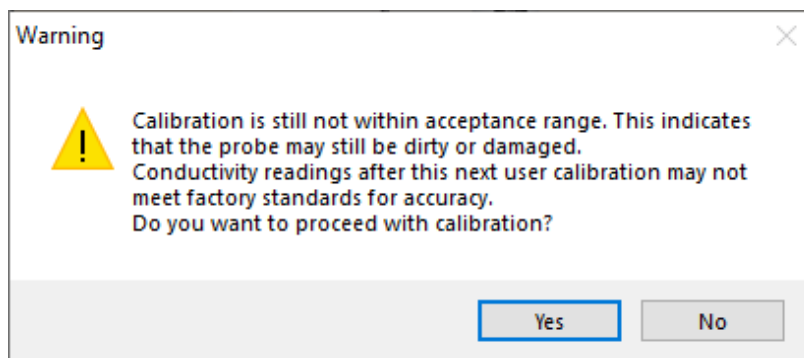 Warning
Calibration is still not within acceptance range. This indicates
that the probe may still be dirty or damaged.
Conductivity readings after this next user calibration may not
meet factory standards for accuracy.
Do you want to proceed with calibration?
Yes No